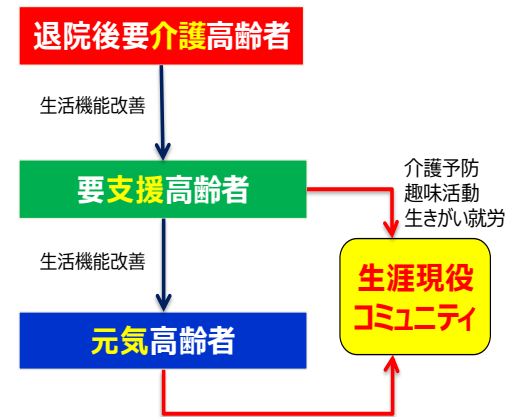 退院後要介護高齢者
生活機能改善
要支援高齢者
介護予防
趣味活動
生きがい就労
生活機能改善
生涯現役
コミュニティ
元気高齢者